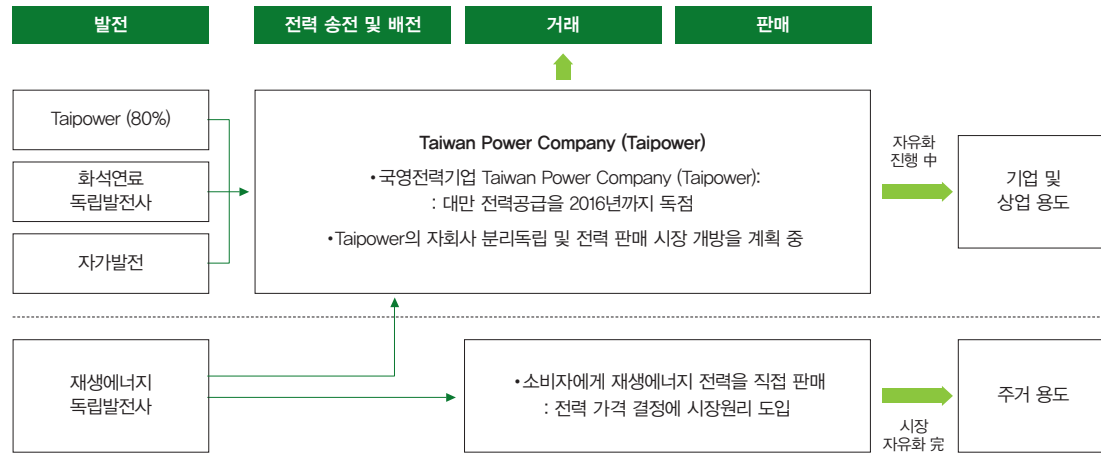 발전
전력 송전 및 배전
거래
판매
Taipower (80%)
화석연료
독립발전사
자가발전
Taiwan Power Company (Taipower)
•국영전력기업 Taiwan Power Company (Taipower):
: 대만 전력공급을 2016년까지 독점
•Taipower의 자회사 분리독립 및 전력 판매 시장 개방을 계획 중
자유화
진행 中
기업 및
상업 용도
재생에너지
독립발전사
•소비자에게 재생에너지 전력을 직접 판매
: 전력 가격 결정에 시장원리 도입
시장
자유화 完
주거 용도